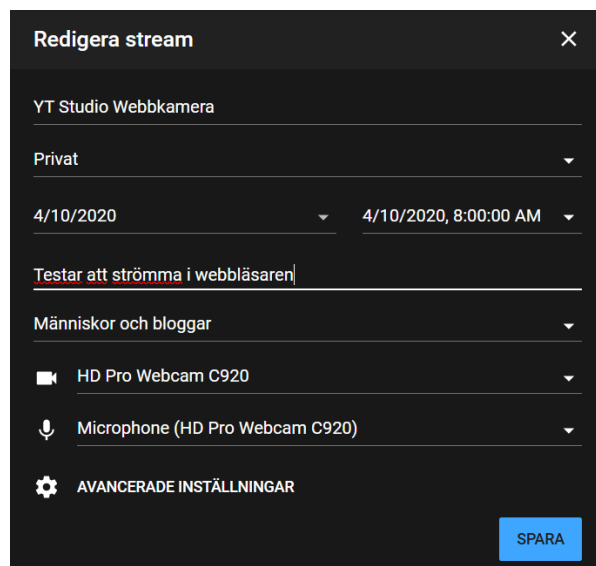 Redigera stream
YT Studio Webbkamera
Privat
4/10/2020 4/10/2020, 8:00:00 AM
Testar att strömma i webbläsaren
Människor och bloggar
HD Pro Webcam C920
Microphone (HD Pro Webcam C920)
AVANCERADE INSTÄLLNINGAR
SPARA